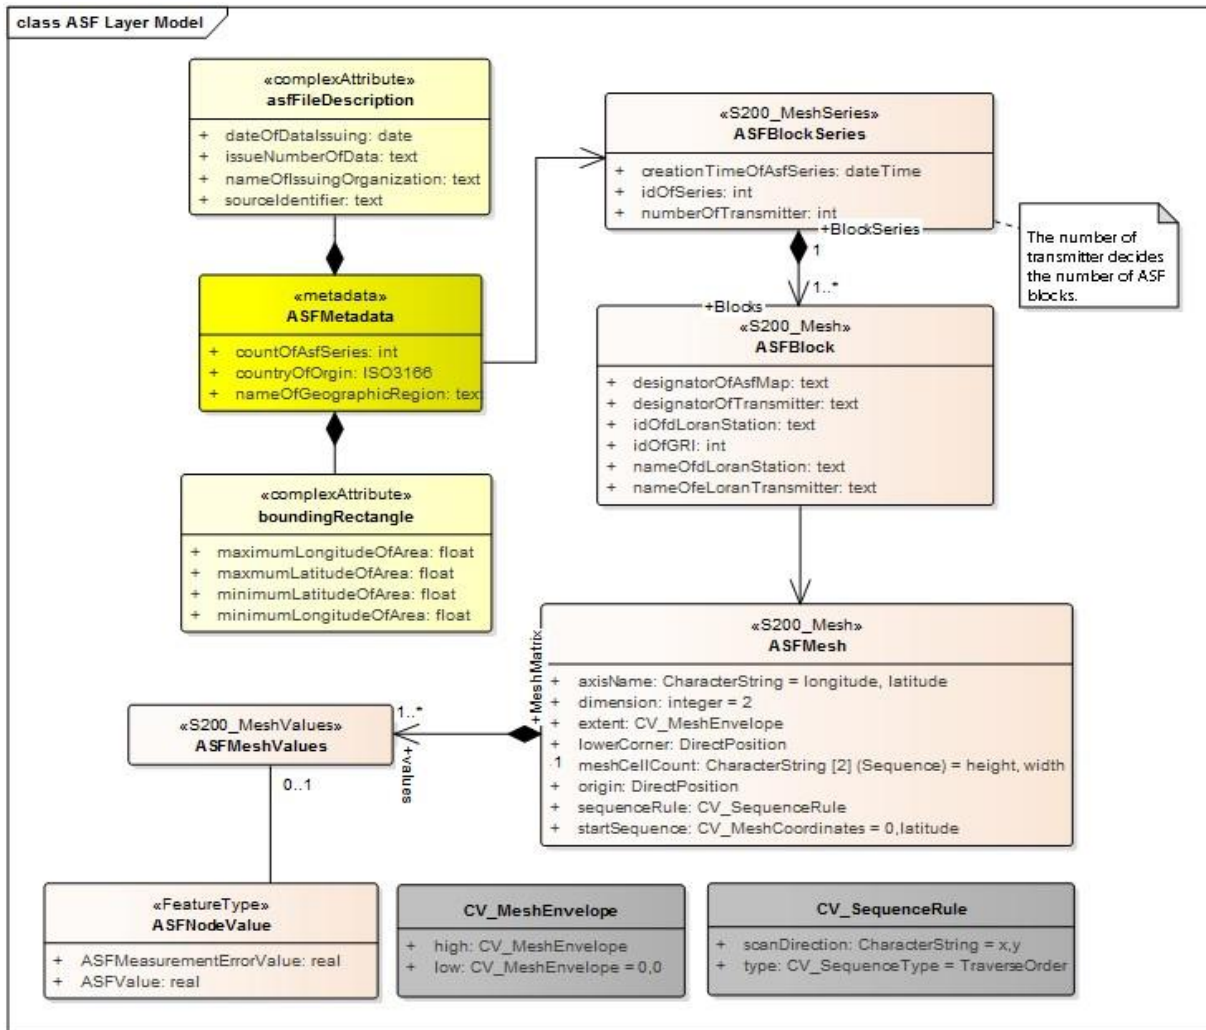 class ASF Layer Model
«complexAttribute»
asfFileDescription
+ dateOfDataIssuing: date
+ issueNumberOfData: text
+ nameOfIssuingOrganization: text
+ sourceIdentifier: text
«S200_MeshSeries»
ASFBlockSeries
+ creationTimeOfAsfSeries: dateTime
+ idOfSeries: int
+ numberOfTransmitter: int
+BlockSeries
1
The number of
transmitter decides
the number of ASF
blocks.
«metadata»
ASFMetadata
+ countOfAsfSeries: int
+ countryOfOrgin: ISO3166
+ nameOfGeographicRegion: text
1..*
+Blocks
«S200_Mesh»
ASFBlock
+ designatorOfAsfMap: text
+ designatorOfTransmitter: text
+ idOfdLoranStation: text
+ idOfGRI: int
+ nameOfdLoranStation: text
+ nameOfeLoranTransmitter: text
«complexAttribute»
boundingRectangle
+ maximumLongitudeOfArea: float
+ maxmumLatitudeOfArea: float
+ minimumLatitudeOfArea: float
+ minimumLongitudeOfArea: float
«S200_Mesh»
ASFMesh
+ axisName: CharacterString = longitude, latitude
+ dimension: integer = 2
+ extent: CV_MeshEnvelope
+ lowerCorner: DirectPosition
1 meshCellCount: CharacterString [2] (Sequence) = height, width
+ origin: DirectPosition
+ sequenceRule: CV_SequenceRule
+ startSequence: CV_MeshCoordinates = 0,latitude
+MeshMatrix
1..*
+values
«S200_MeshValues»
ASFMeshValues
0..1
«FeatureType»
ASFNodeValue
+ ASFMeasurementErrorValue: real
+ ASFValue: real
CV_MeshEnvelope
+ high: CV_MeshEnvelope
+ low: CV_MeshEnvelope = 0,0
CV_SequenceRule
+ scanDirection: CharacterString = x,y
+ type: CV_SequenceType = TraverseOrder